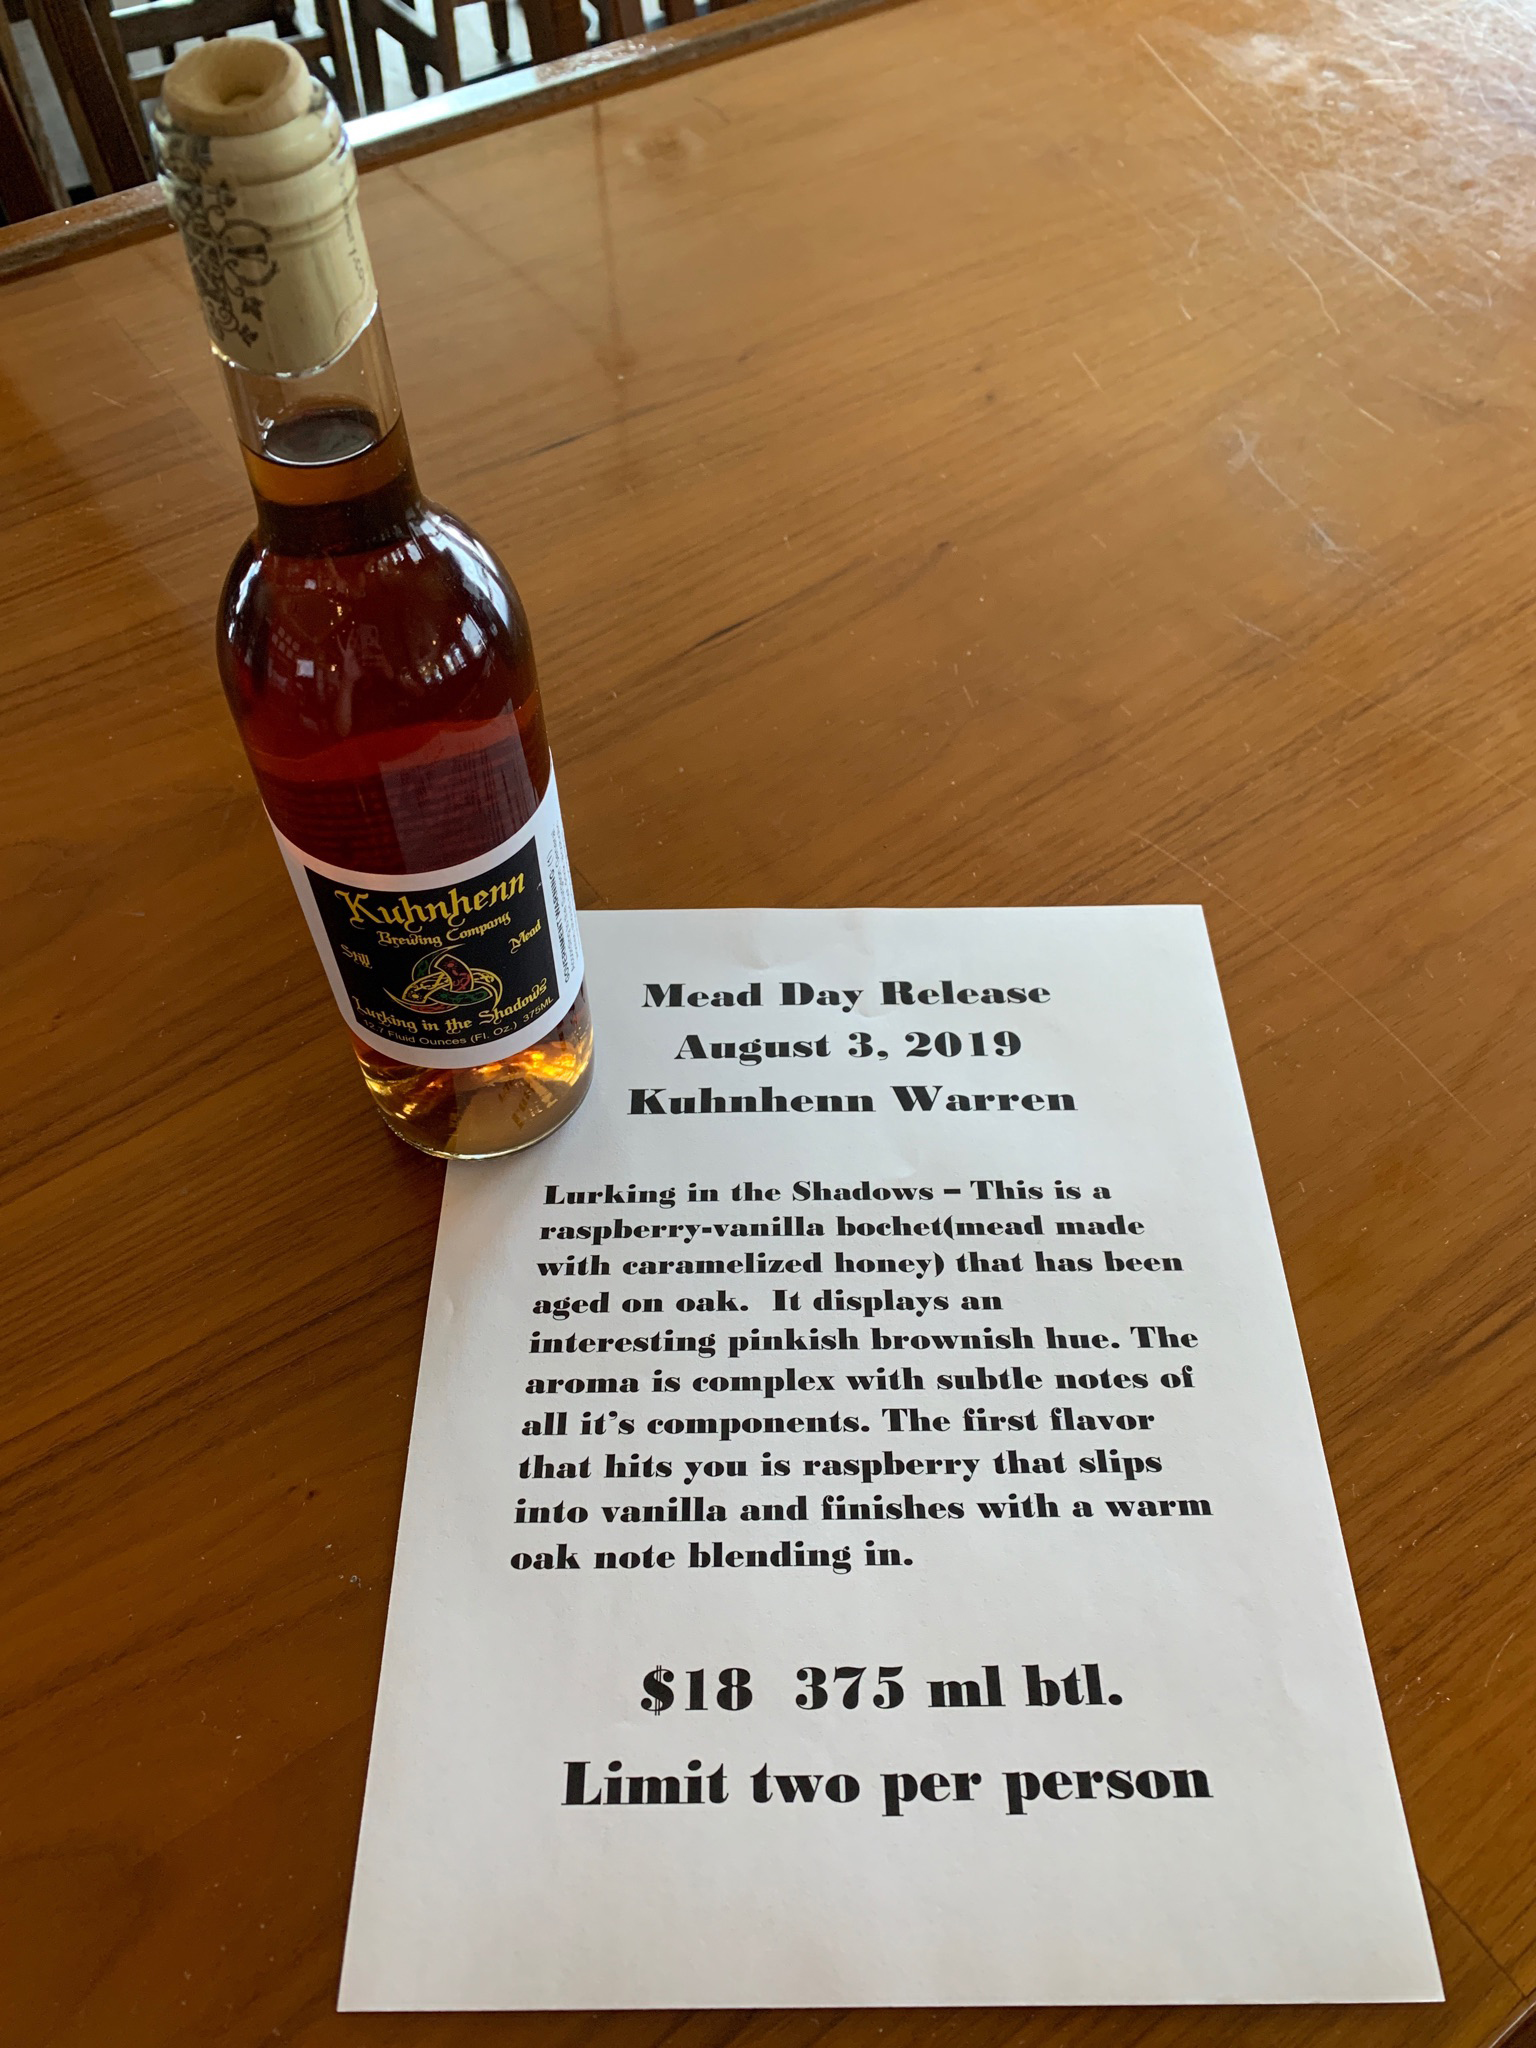 Kuhnhenn
Brewing Company
Still Mead
Lurking in the Shadows
12.7 Fluid Ounces (Fl. Oz.) 375ML
GOVERNMENT WARNING
Mead Day Release
August 3, 2019
Kuhnhenn Warren
Lurking in the Shadows – This is a
raspberry-vanilla bochet(mead made
with caramelized honey) that has been
aged on oak.  It displays an
interesting pinkish brownish hue. The
aroma is complex with subtle notes of
all it's components. The first flavor
that hits you is raspberry that slips
into vanilla and finishes with a warm
oak note blending in.
$18  375 ml btl.
Limit two per person